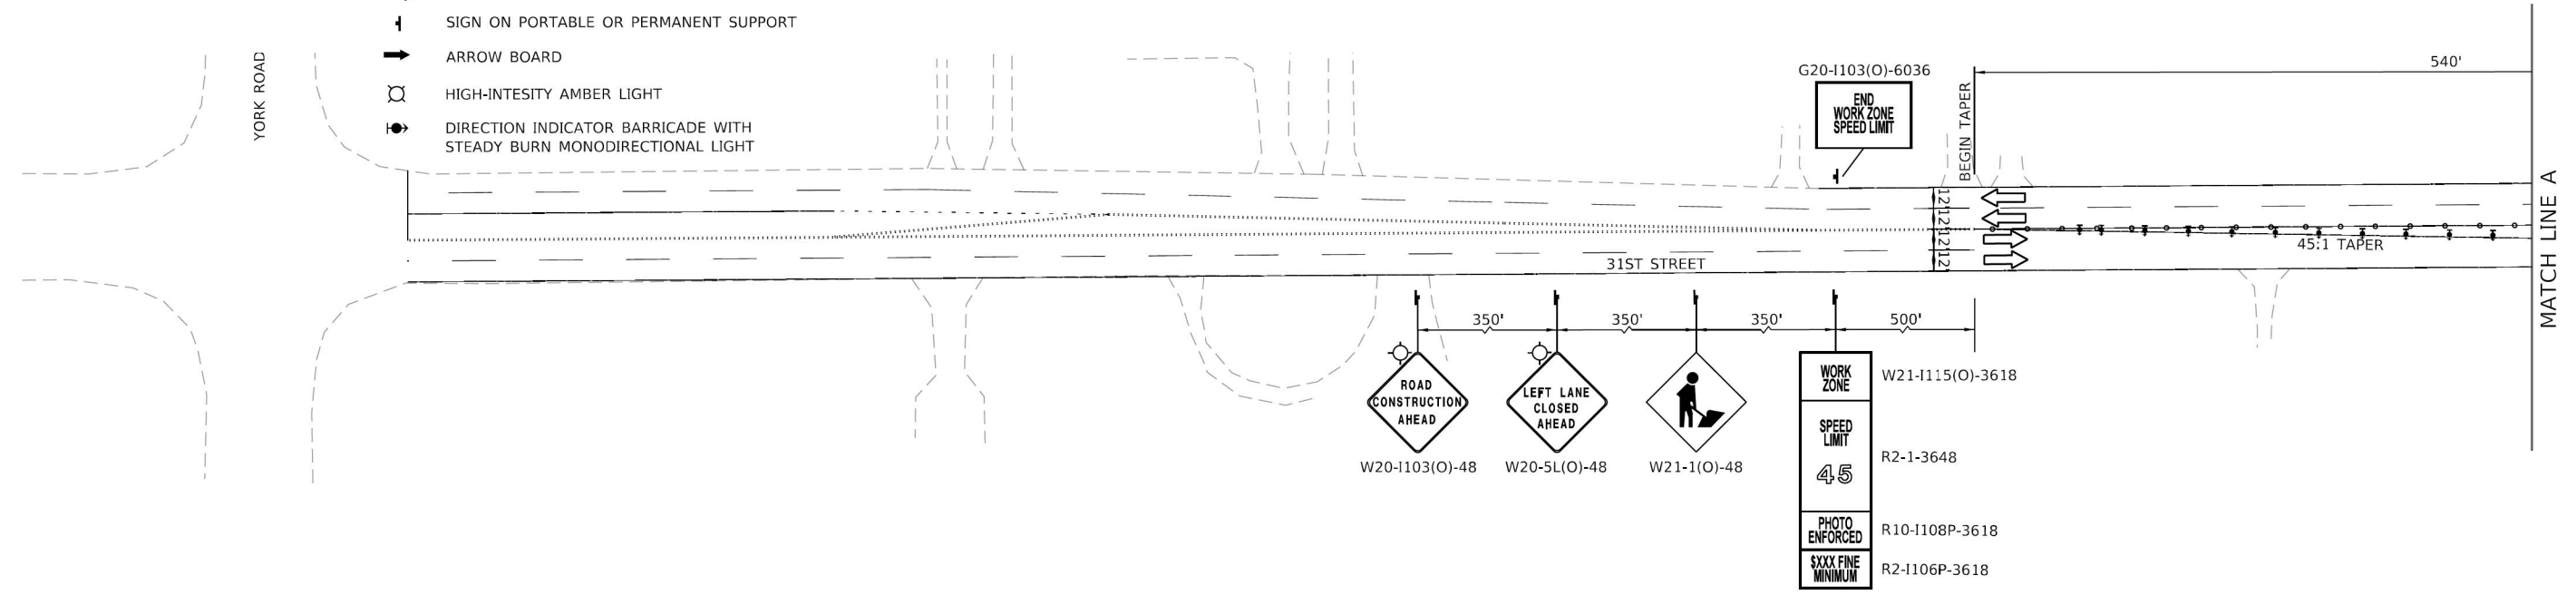 SIGN ON PORTABLE OR PERMANENT SUPPORT
ARROW BOARD
HIGH-INTESITY AMBER LIGHT
DIRECTION INDICATOR BARRICADE WITH
STEADY BURN MONODIRECTIONAL LIGHT
YORK ROAD
G20-I103(O)-6036
END
WORK ZONE
SPEED LIMIT
BEGIN TAPER
540'
12'
12'
12'
12'
45:1 TAPER
31ST STREET
MATCH LINE A
350'
350'
350'
500'
ROAD
CONSTRUCTION
AHEAD
W20-I103(O)-48
LEFT LANE
CLOSED
AHEAD
W20-5L(O)-48
W21-1(O)-48
WORK
ZONE
W21-I115(O)-3618
SPEED
LIMIT
45
R2-1-3648
PHOTO
ENFORCED
R10-I108P-3618
$XXX FINE
MINIMUM
R2-I106P-3618